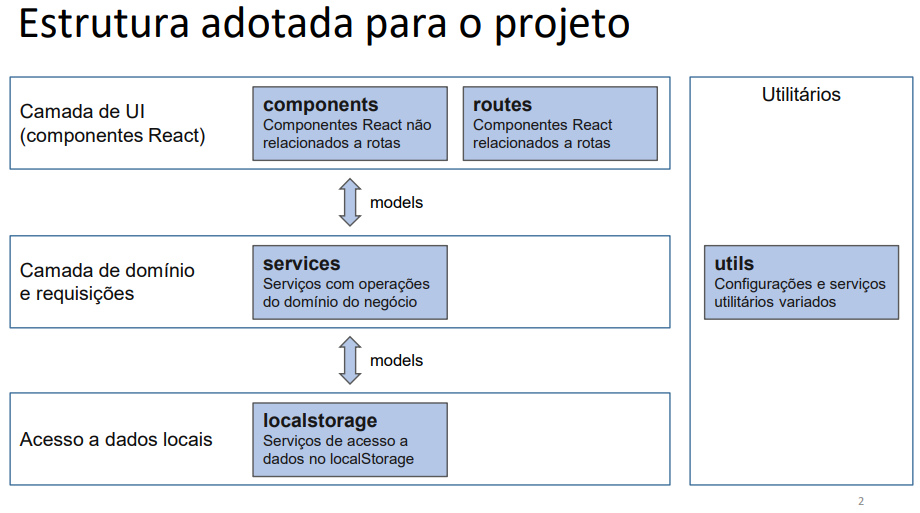 Estrutura adotada para o projeto
Camada de UI
(componentes React)
components
Componentes React não
relacionados a rotas
routes
Componentes React
relacionados a rotas
models
Camada de domínio
e requisições
services
Serviços com operações
do domínio do negócio
models
Acesso a dados locais
localstorage
Serviços de acesso a
dados no localStorage
Utilitários
utils
Configurações e serviços
utilitários variados
2